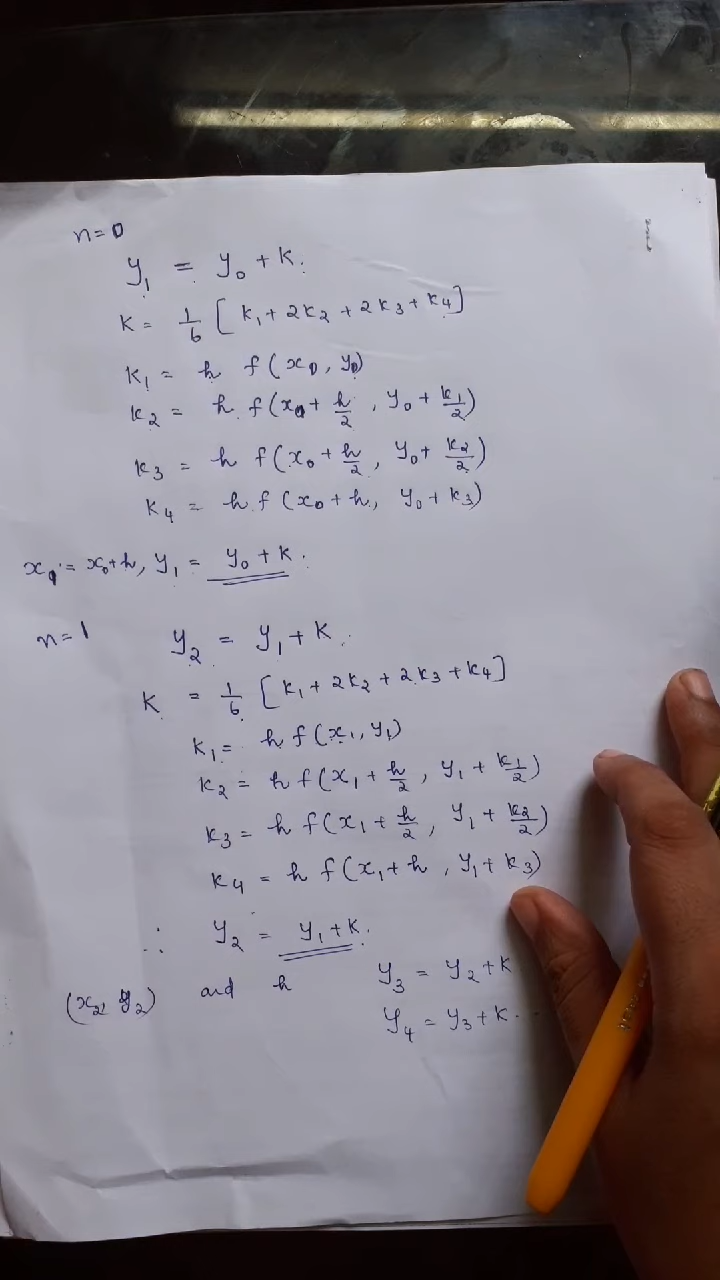 n=0
y₁ = y₀ + K.
K = 1/6 [k₁ + 2k₂ + 2k₃ + k₄]
k₁ = h f(x₀, y₀)
k₂ = h f(x₀ + h/2, y₀ + k₁/2)
k₃ = h f(x₀ + h/2, y₀ + k₂/2)
k₄ = h f(x₀ + h, y₀ + k₃)
x₁ = x₀+h, y₁ = y₀ + K.
n=1 y₂ = y₁ + K.
K = 1/6 [k₁ + 2k₂ + 2k₃ + k₄]
k₁ = h f(x₁, y₁)
k₂ = h f(x₁ + h/2, y₁ + k₁/2)
k₃ = h f(x₁ + h/2, y₁ + k₂/2)
k₄ = h f(x₁ + h, y₁ + k₃)
∴ y₂ = y₁ + K.
(x₂, y₂) and h y₃ = y₂ + K
y₄ = y₃ + K...